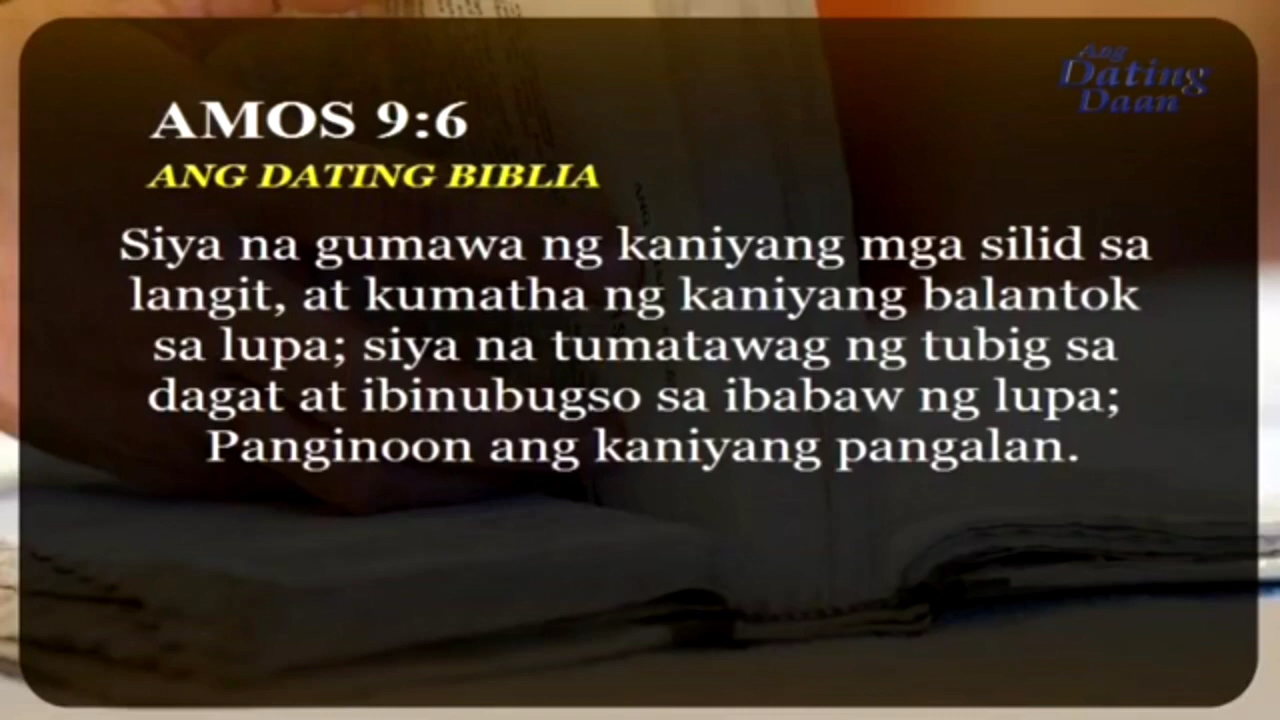 Ang
Dating
Daan
AMOS 9:6
ANG DATING BIBLIA
Siya na gumawa ng kaniyang mga silid sa
langit, at kumatha ng kaniyang balantok
sa lupa; siya na tumatawag ng tubig sa
dagat at ibinubugso sa ibabaw ng lupa;
Panginoon ang kaniyang pangalan.